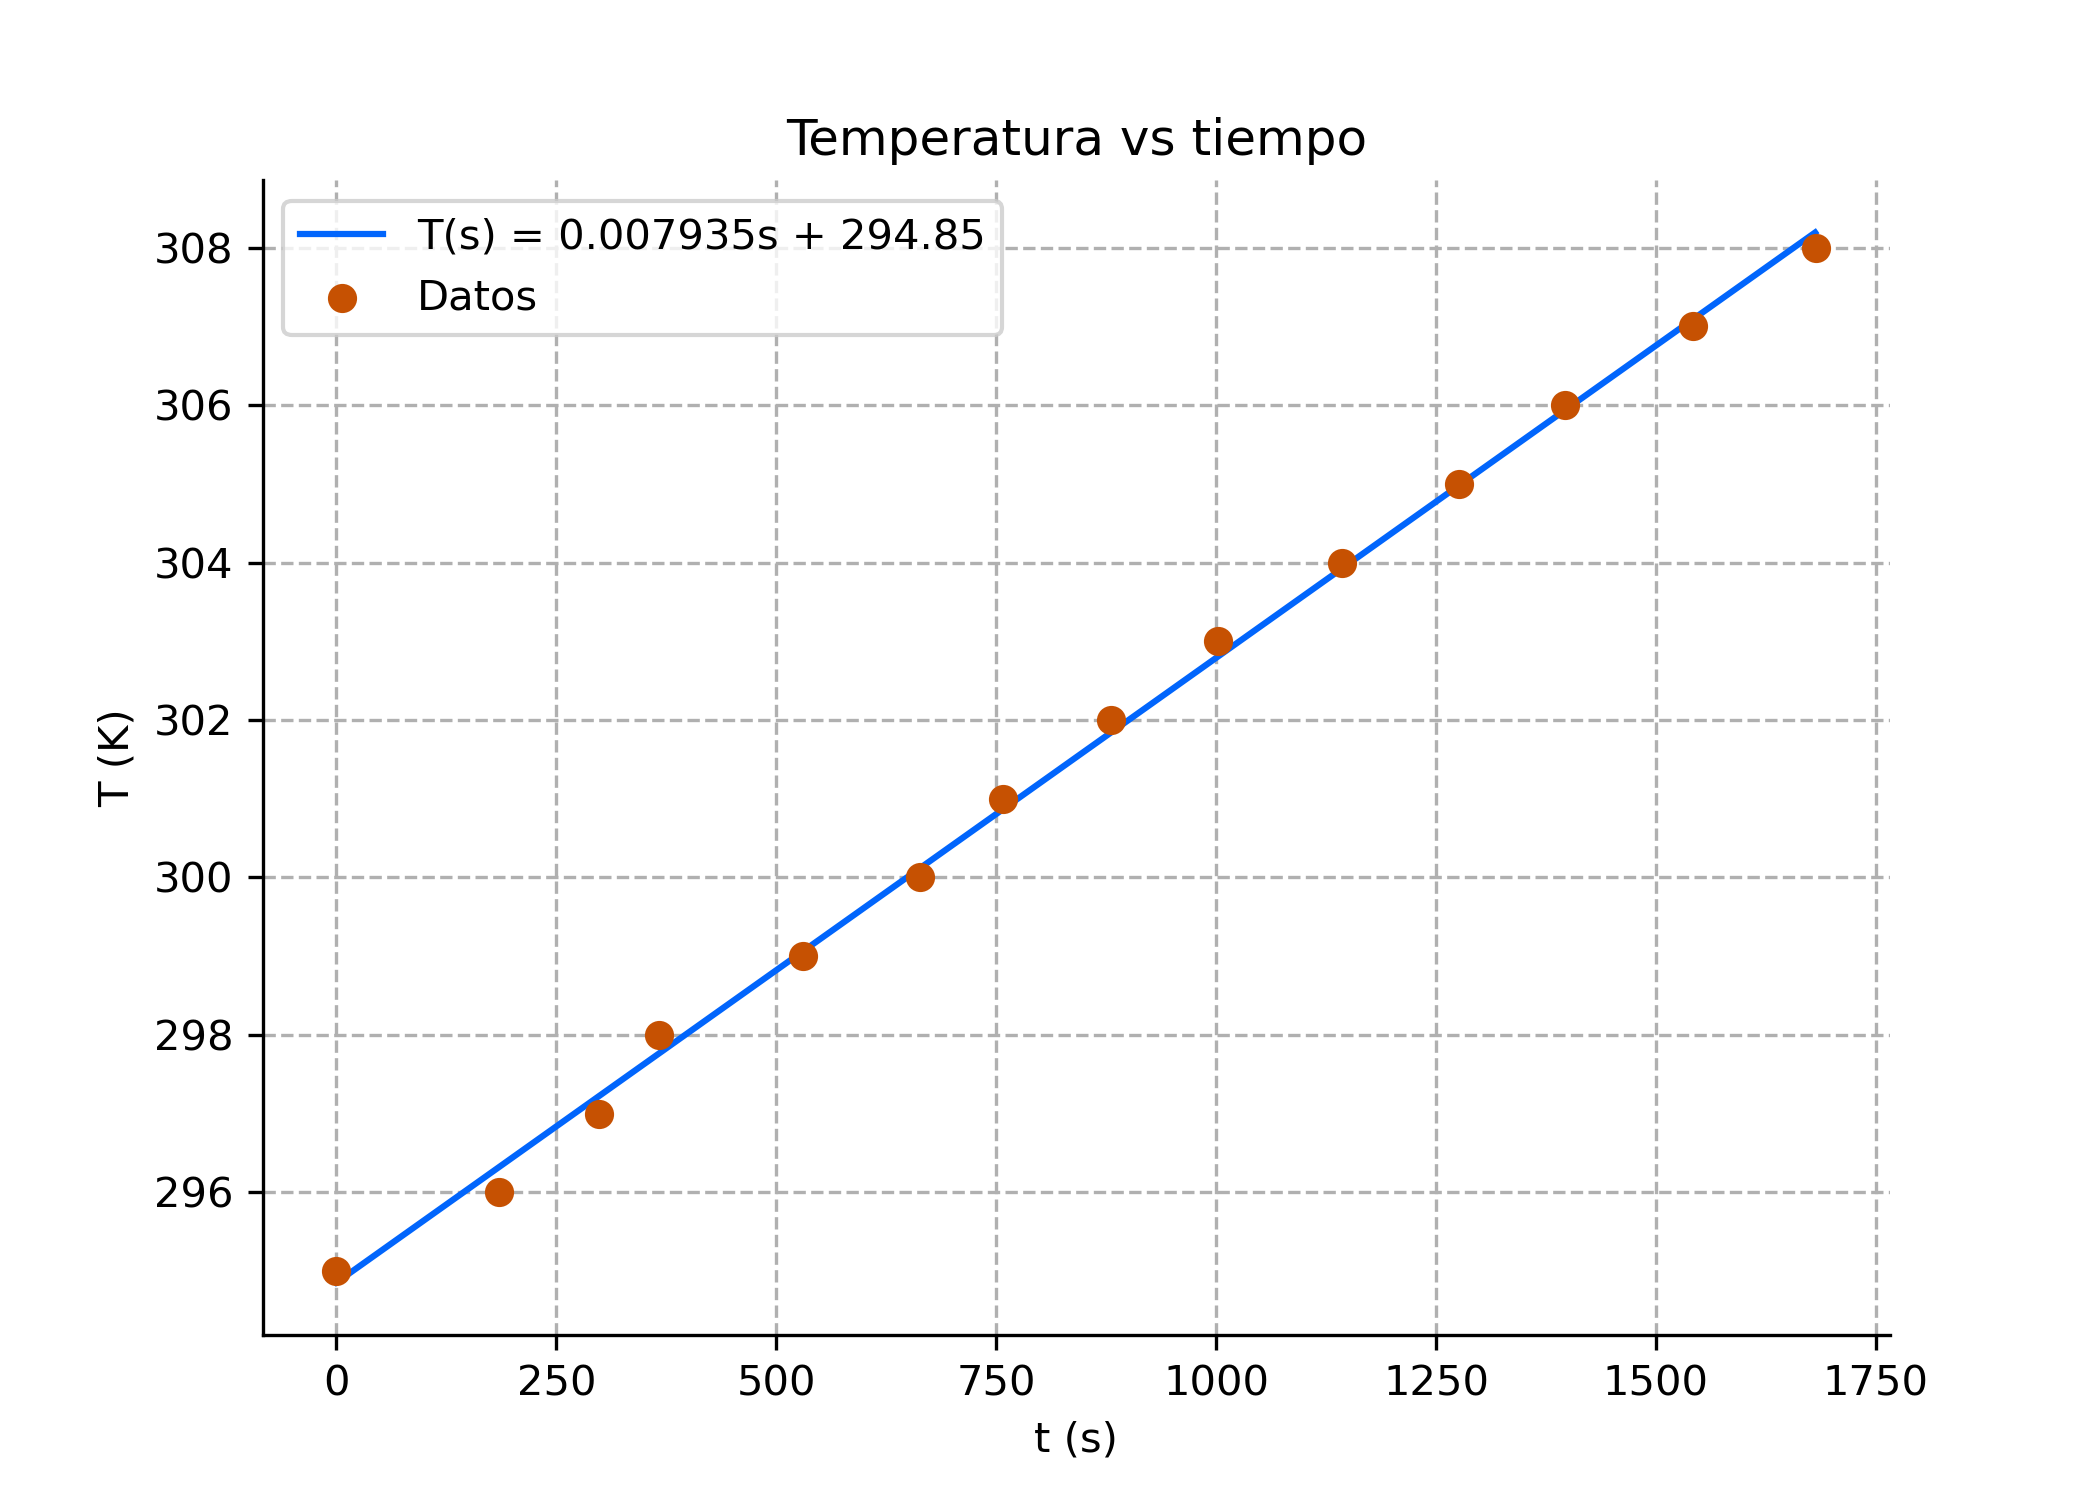 Temperatura vs tiempo
T(s) = 0.007935s + 294.85
Datos
308
306
304
302
300
298
296
T (K)
0 250 500 750 1000 1250 1500 1750
t (s)